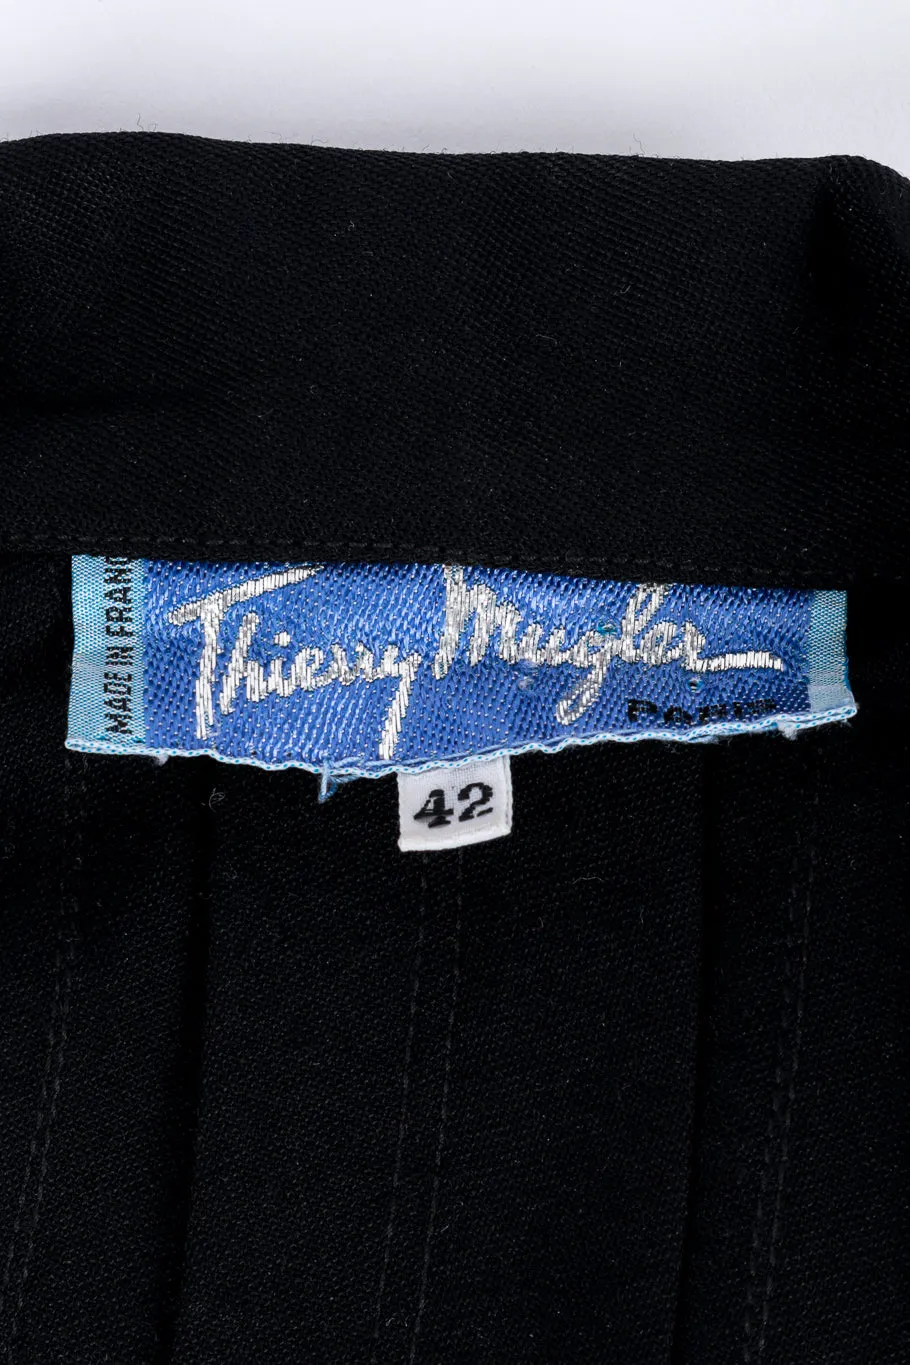 MADE IN FRANC
Thierry Mugler
PARIS
42